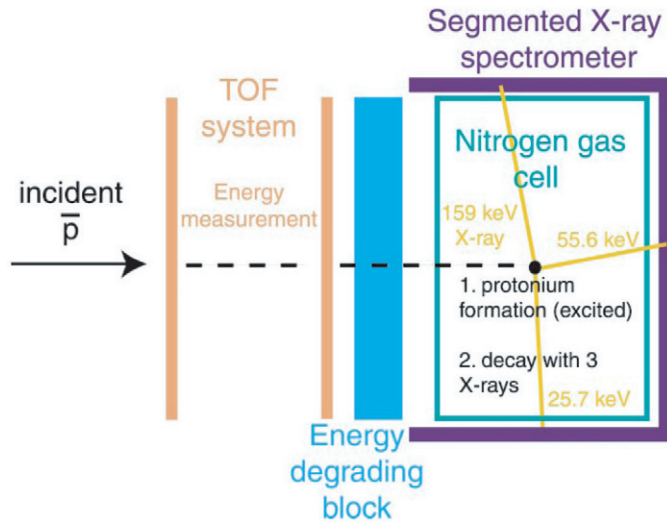 Segmented X-ray
spectrometer
TOF
system
Energy
measurement
incident
p̅
Nitrogen gas
cell
159 keV
X-ray
55.6 keV
1. protonium
formation (excited)
2. decay with 3
X-rays
25.7 keV
Energy
degrading
block